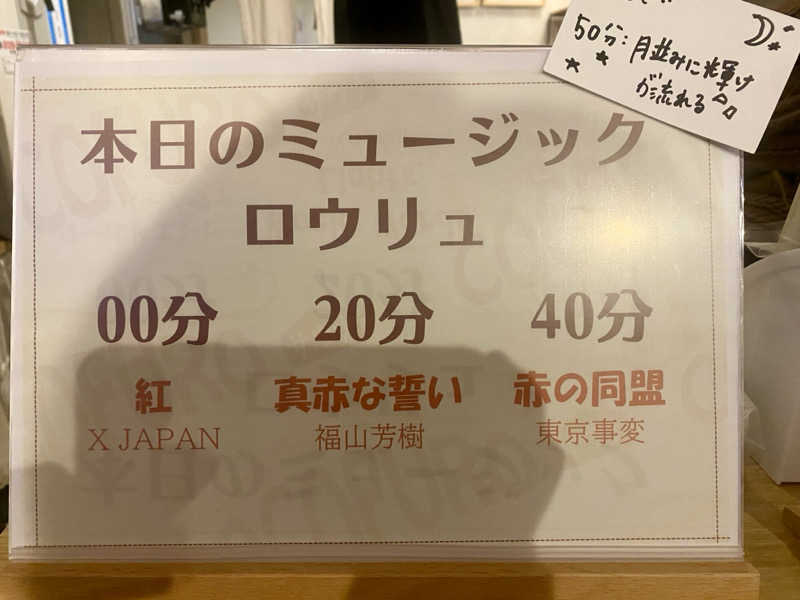 50分:月並みに輝け
が流れる
本日のミュージック
ロウリュ
00分 20分 40分
紅 真赤な誓い 赤の同盟
X JAPAN 福山芳樹 東京事変